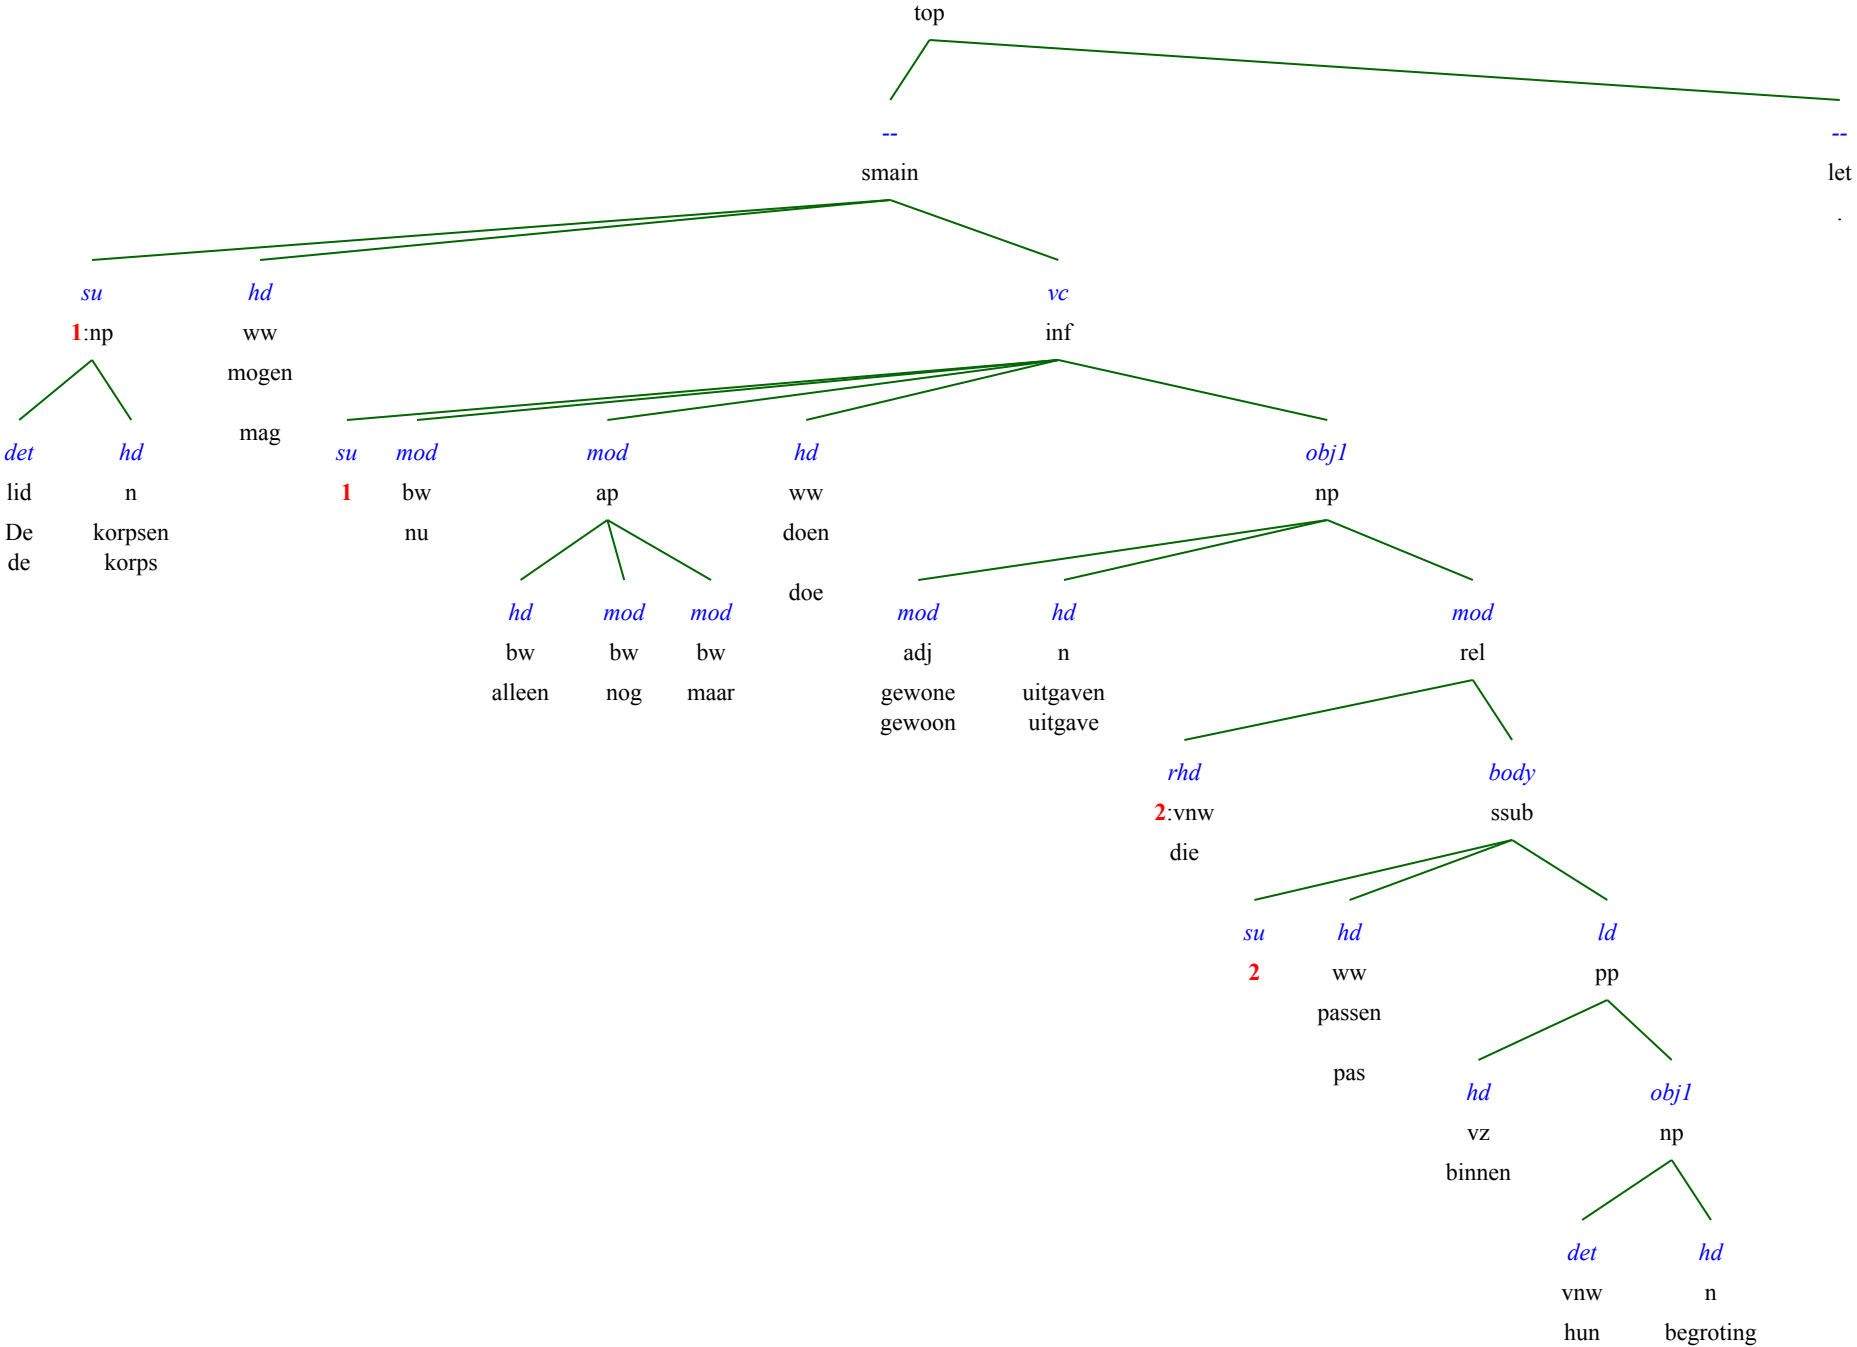 top
-- --
smain let
.
su hd vc
1:np ww inf
mogen
mag
det hd su mod mod hd obj1
lid n 1 bw ap ww np
De korpsen nu doen
de korps
doe
hd mod mod mod hd mod
bw bw bw adj n rel
alleen nog maar gewone uitgaven
gewoon uitgave
rhd body
2:vnw ssub
die
su hd ld
2 ww pp
passen
pas
hd obj1
vz np
binnen
det hd
vnw n
hun begroting